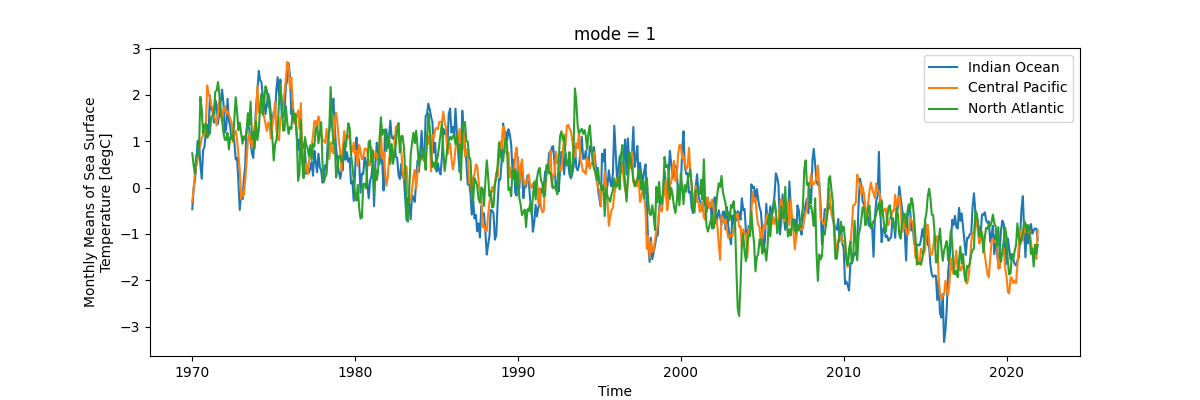 mode = 1
Monthly Means of Sea Surface
Temperature [degC]
3
2
1
0
−1
−2
−3
Indian Ocean
Central Pacific
North Atlantic
1970 1980 1990 2000 2010 2020
Time